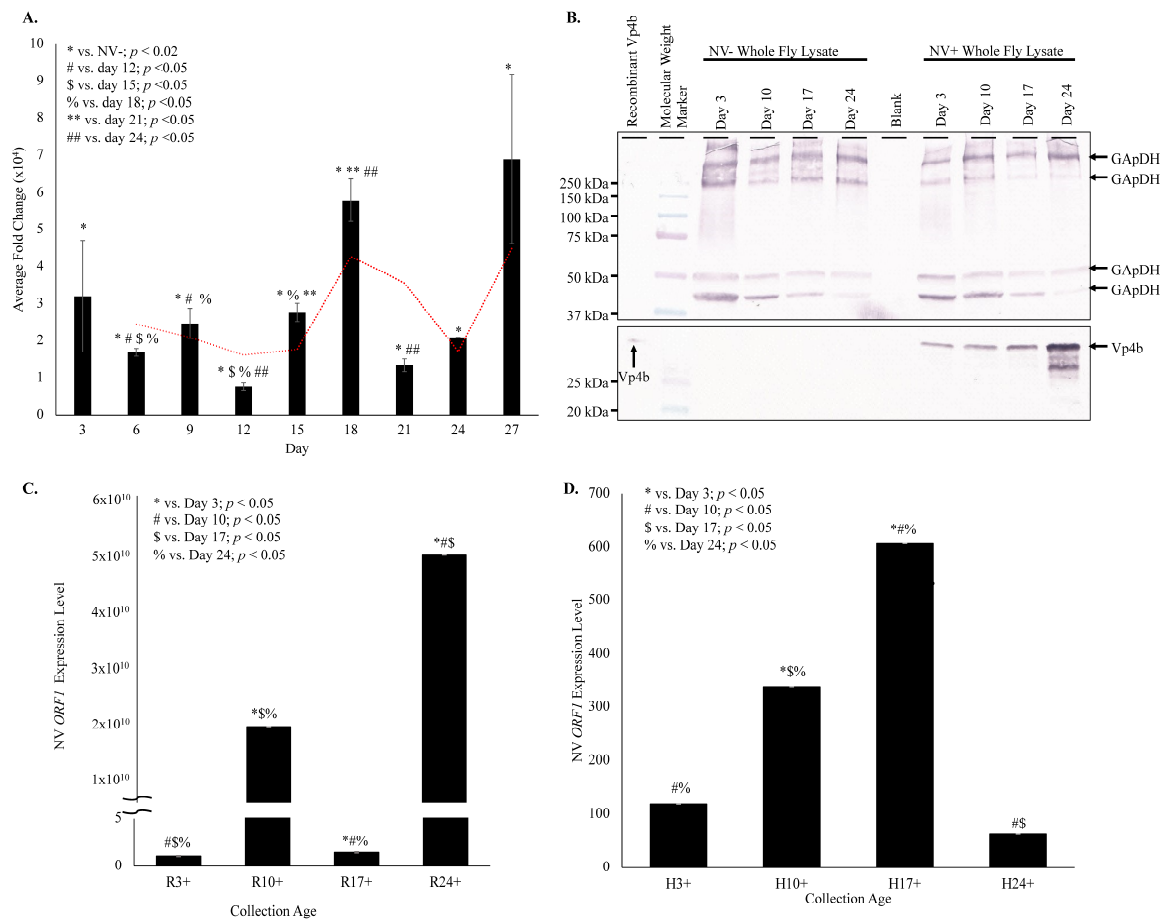 A.
* vs. NV-; p < 0.02
# vs. day 12; p <0.05
$ vs. day 15; p <0.05
% vs. day 18; p <0.05
** vs. day 21; p <0.05
## vs. day 24; p <0.05
Average Fold Change (x10⁴)
10
9
8
7
6
5
4
3
2
1
0
*
* # $ %
* # %
* $ % ##
* % **
* ** ##
* ##
*
*
3 6 9 12 15 18 21 24 27
Day
B.
Recombinant Vp4b
Molecular Weight
Marker
NV- Whole Fly Lysate
Day 3
Day 10
Day 17
Day 24
Blank
NV+ Whole Fly Lysate
Day 3
Day 10
Day 17
Day 24
250 kDa
150 kDa
100 kDa
75 kDa
50 kDa
37 kDa
25 kDa
20 kDa
GApDH
GApDH
GApDH
GApDH
Vp4b
Vp4b
C.
* vs. Day 3; p < 0.05
# vs. Day 10; p < 0.05
$ vs. Day 17; p < 0.05
% vs. Day 24; p < 0.05
NV ORF1 Expression Level
6x10¹⁰
5x10¹⁰
4x10¹⁰
3x10¹⁰
2x10¹⁰
1x10¹⁰
5
0
#$%
*$%
*#%
*#$
R3+ R10+ R17+ R24+
Collection Age
D.
* vs. Day 3; p < 0.05
# vs. Day 10; p < 0.05
$ vs. Day 17; p < 0.05
% vs. Day 24; p < 0.05
NV ORF1 Expression Level
700
600
500
400
300
200
100
0
#%
*$%
*#%
#$
H3+ H10+ H17+ H24+
Collection Age